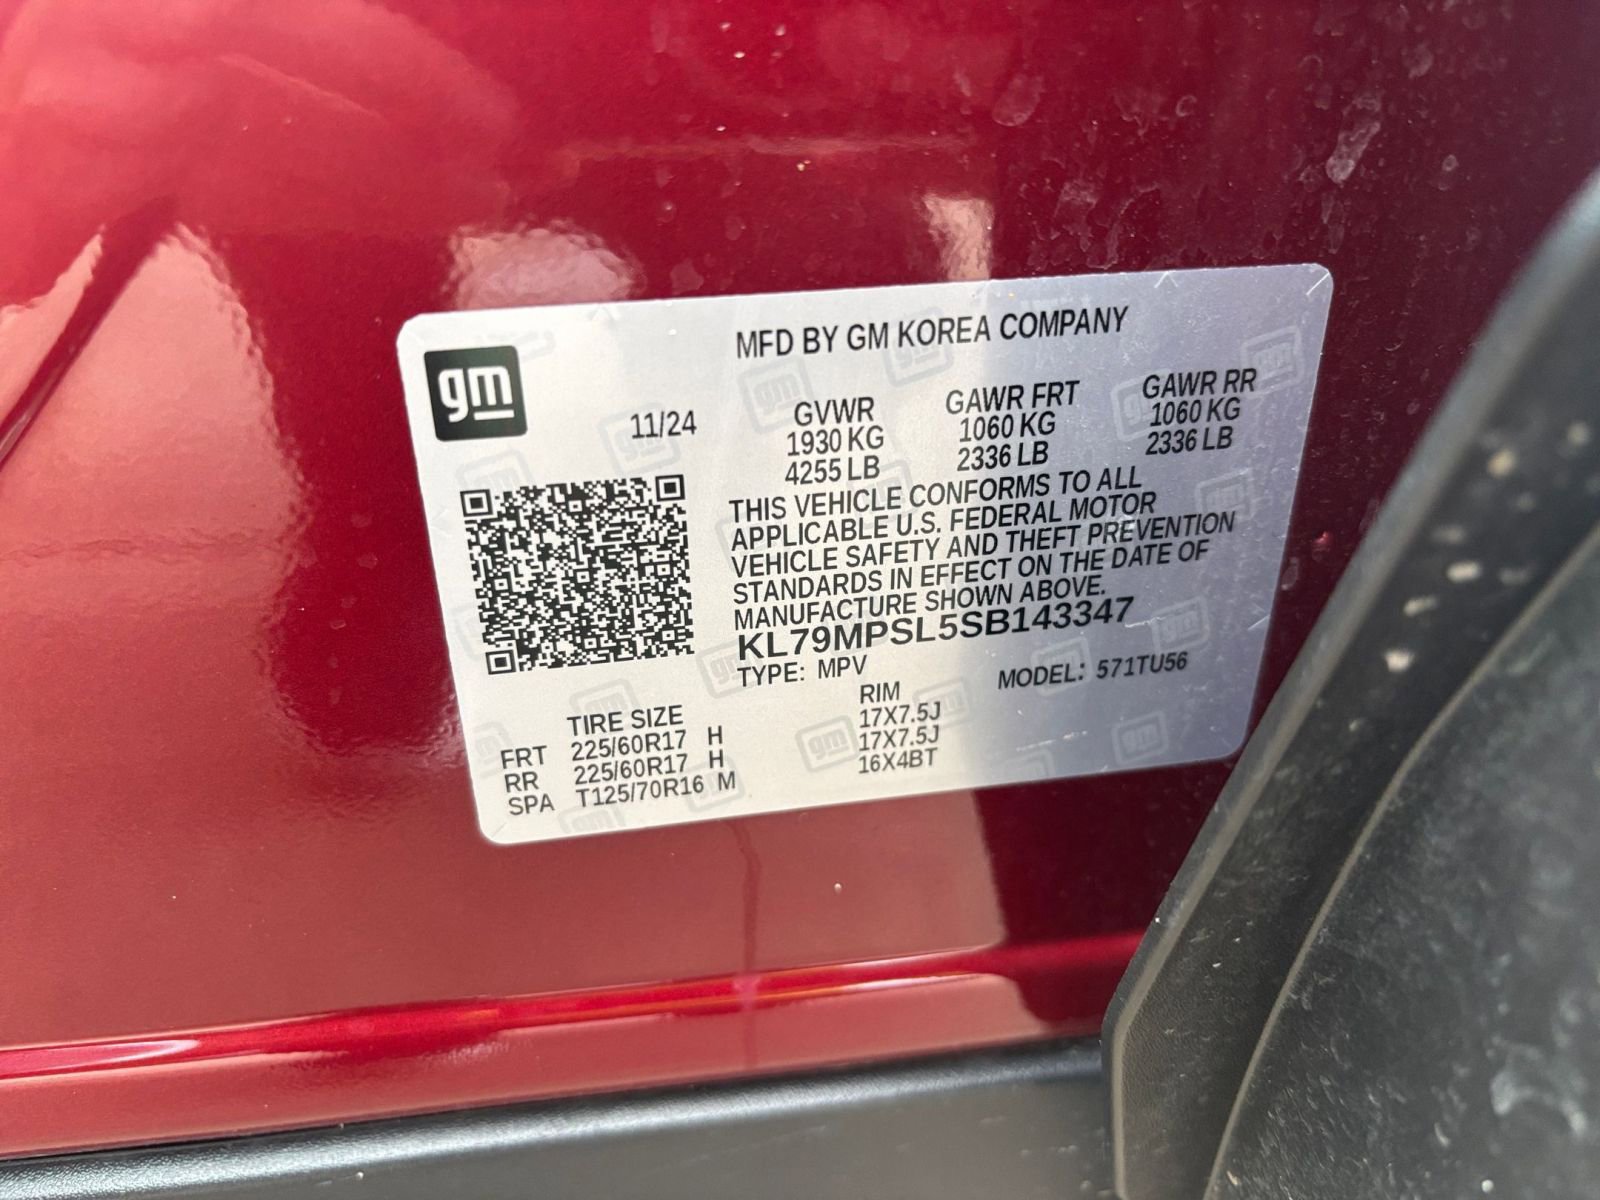 gm
MFD BY GM KOREA COMPANY
11/24
GVWR GAWR FRT GAWR RR
1930 KG 1060 KG 1060 KG
4255 LB 2336 LB 2336 LB
THIS VEHICLE CONFORMS TO ALL
APPLICABLE U.S. FEDERAL MOTOR
VEHICLE SAFETY AND THEFT PREVENTION
STANDARDS IN EFFECT ON THE DATE OF
MANUFACTURE SHOWN ABOVE.
KL79MPSL5SB143347
TYPE: MPV MODEL: 571TU56
TIRE SIZE RIM
FRT 225/60R17 H 17X7.5J
RR 225/60R17 H 17X7.5J
SPA T125/70R16 M 16X4BT